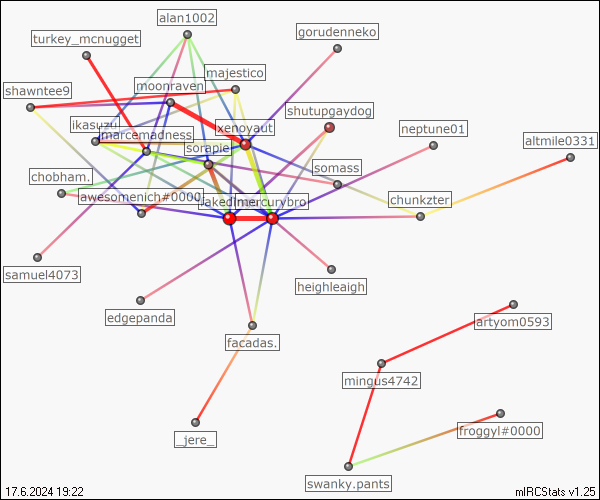 alan1002
turkey_mcnugget
gorudenneko
majestico
moonraven
shawntee9
shutupgaydog
ikasuzu
xenoyaut
neptune01
marcemadness.
altmile0331
sorapie
somass
chobham.
awesomenich#0000
mercurybro
chunkzter
samuel4073
heighleaigh
edgepanda
artyom0593
facadas.
mingus4742
froggyl#0000
_jere_
swanky.pants
17.6.2024 19:22
mIRCStats v1.25